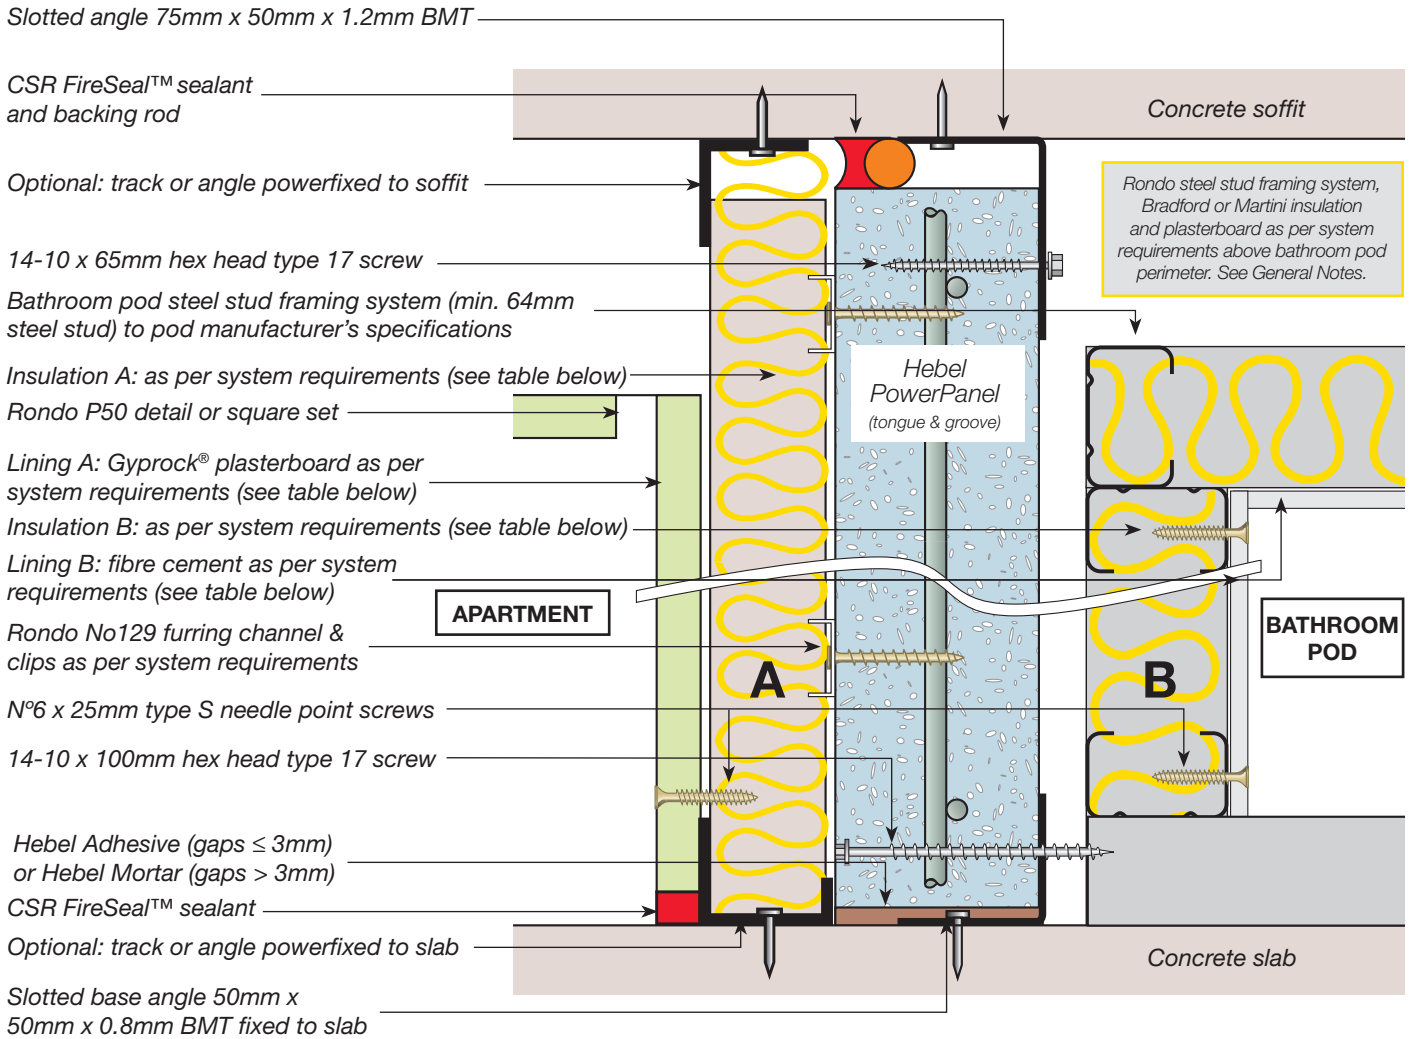 Slotted angle 75mm x 50mm x 1.2mm BMT
CSR FireSeal™ sealant
and backing rod
Concrete soffit
Optional: track or angle powerfixed to soffit
Rondo steel stud framing system,
Bradford or Martini insulation
and plasterboard as per system
requirements above bathroom pod
perimeter. See General Notes.
14-10 x 65mm hex head type 17 screw
Bathroom pod steel stud framing system (min. 64mm
steel stud) to pod manufacturer's specifications
Hebel
PowerPanel
(tongue & groove)
Insulation A: as per system requirements (see table below)
Rondo P50 detail or square set
Lining A: Gyprock® plasterboard as per
system requirements (see table below)
Insulation B: as per system requirements (see table below)
Lining B: fibre cement as per system
requirements (see table below)
APARTMENT
BATHROOM
POD
Rondo No129 furring channel &
clips as per system requirements
A
B
Nº6 x 25mm type S needle point screws
14-10 x 100mm hex head type 17 screw
Hebel Adhesive (gaps ≤ 3mm)
or Hebel Mortar (gaps > 3mm)
CSR FireSeal™ sealant
Optional: track or angle powerfixed to slab
Concrete slab
Slotted base angle 50mm x
50mm x 0.8mm BMT fixed to slab